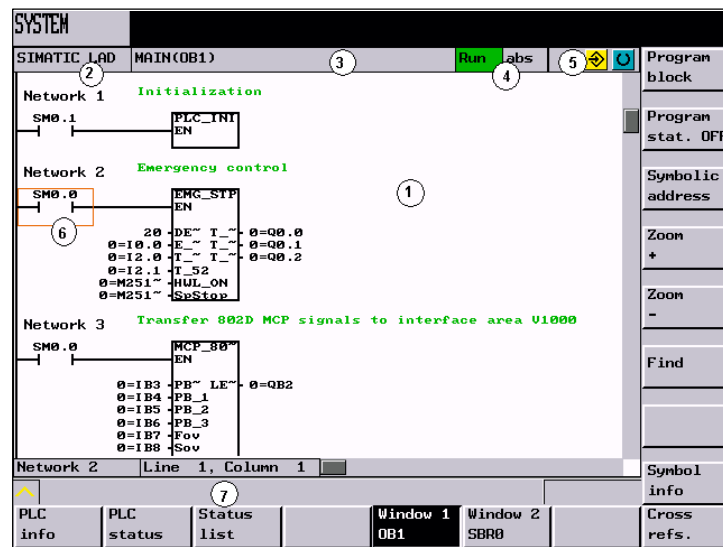 SYSTEM
SIMATIC LAD MAIN(OB1) 3 Run abs 5
2 4
Program block
Network 1 Initialization
SM0.1 PLC_INI
EN
Program stat. OFF
Network 2 Emergency control
Symbolic address
SM0.0 EMG_STP
EN
1
6
20 DE~ T_~ 0=Q0.0
0=I0.0 E_~ T_~ 0=Q0.1
0=I2.0 T_~ T_~ 0=Q0.2
0=I2.1 T_52
0=M251~ HWL_ON
0=M251~ SpStop
Zoom +
Zoom -
Network 3 Transfer 802D MCP signals to interface area V1000
SM0.0 MCP_80~
EN
Find
0=IB3 PB~ LE~ 0=QB2
0=IB4 PB_1
0=IB5 PB_2
0=IB6 PB_3
0=IB7 Fov
0=IB8 Sov
Network 2 Line 1, Column 1
Symbol info
7
PLC info
PLC status
Status list
Window 1 OB1
Window 2 SBR0
Cross refs.